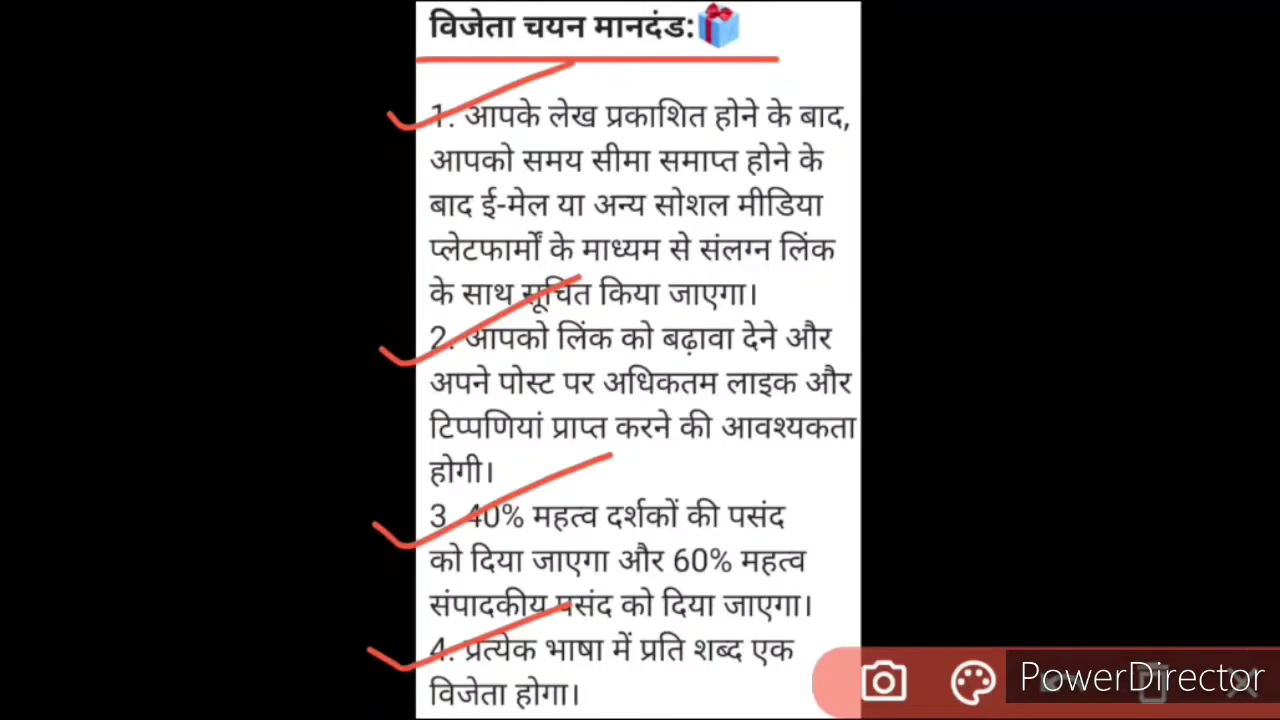 विजेता चयन मानदंड:
1. आपके लेख प्रकाशित होने के बाद,
आपको समय सीमा समाप्त होने के
बाद ई-मेल या अन्य सोशल मीडिया
प्लेटफार्मों के माध्यम से संलग्न लिंक
के साथ सूचित किया जाएगा।
2. आपको लिंक को बढ़ावा देने और
अपने पोस्ट पर अधिकतम लाइक और
टिप्पणियां प्राप्त करने की आवश्यकता
होगी।
3. 40% महत्व दर्शकों की पसंद
को दिया जाएगा और 60% महत्व
संपादकीय पसंद को दिया जाएगा।
4. प्रत्येक भाषा में प्रति शब्द एक
विजेता होगा।
PowerDirector